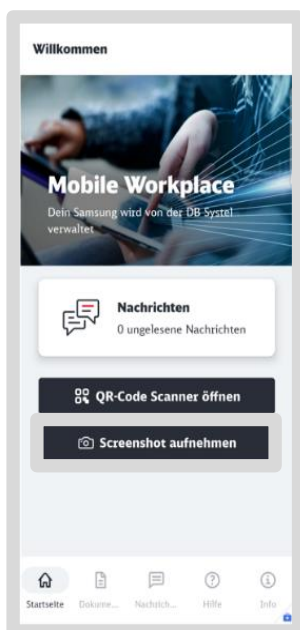 Willkommen
Mobile Workplace
Dein Samsung wird von der DB Systel
verwaltet
Nachrichten
0 ungelesene Nachrichten
QR-Code Scanner öffnen
Screenshot aufnehmen
Startseite Dokume... Nachrich... Hilfe Info